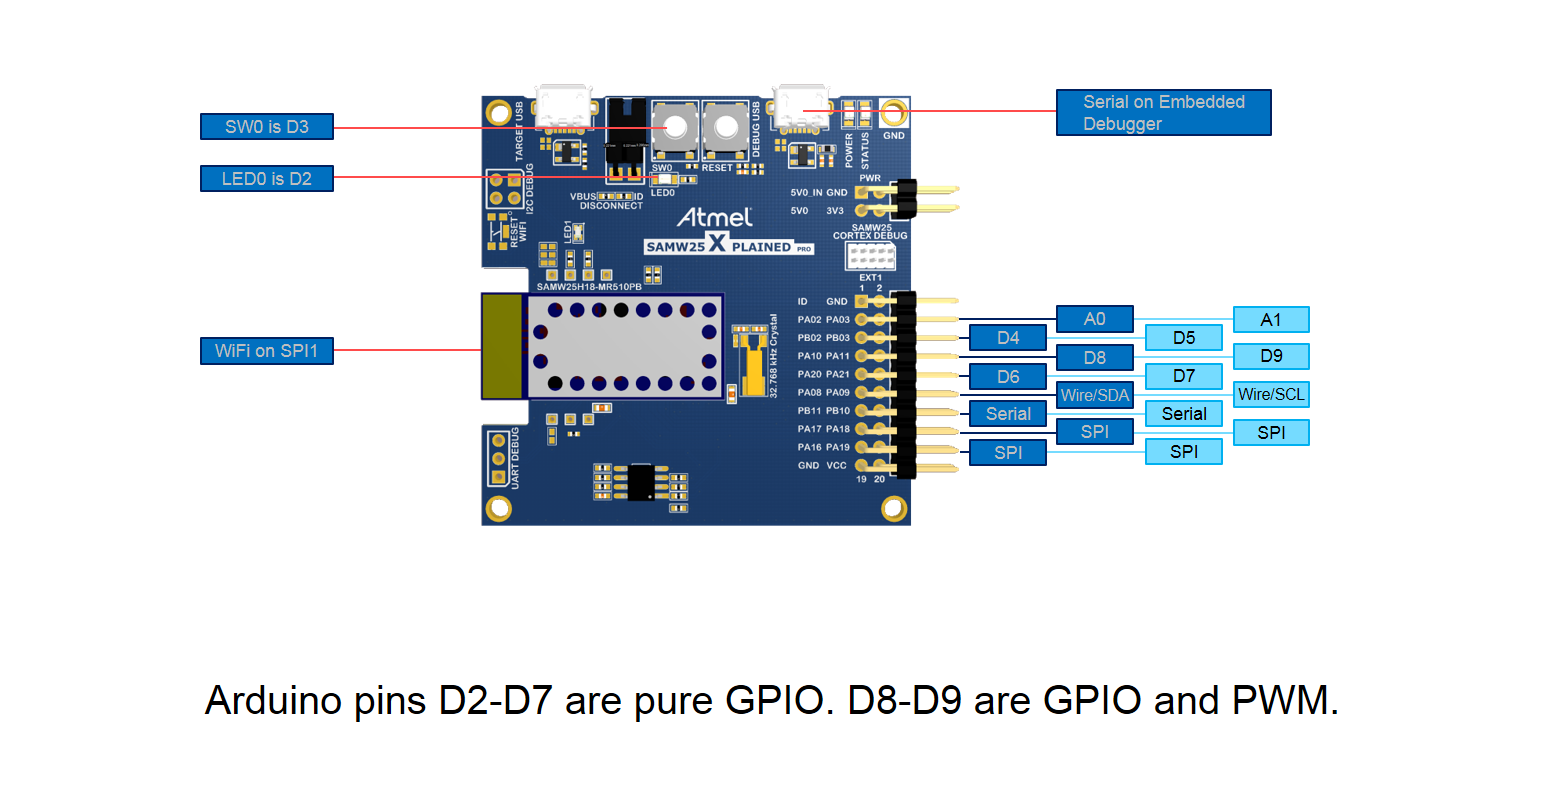 SW0 is D3
LED0 is D2
WiFi on SPI1
Serial on Embedded
Debugger
TARGET USB
DEBUG USB
SW0
RESET
POWER
STATUS
GND
I2C DEBUG
VBUS
ID
DISCONNECT
LED0
PWR
5V0_IN GND
5V0 3V3
RESET
WIFI
LED1
Atmel
SAMW25 X PLAINED PRO
SAMW25
CORTEX DEBUG
EXT1
1 2
SAMW25H18-MR510PB
32.768 kHz Crystal
UART DEBUG
ID GND
PA02 PA03 A0 A1
PB02 PB03 D4 D5
PA10 PA11 D8 D9
PA20 PA21 D6 D7
PA08 PA09 Wire/SDA Wire/SCL
PB11 PB10 Serial Serial
PA17 PA18 SPI SPI
PA16 PA19 SPI SPI
GND VCC
19 20
Arduino pins D2-D7 are pure GPIO. D8-D9 are GPIO and PWM.